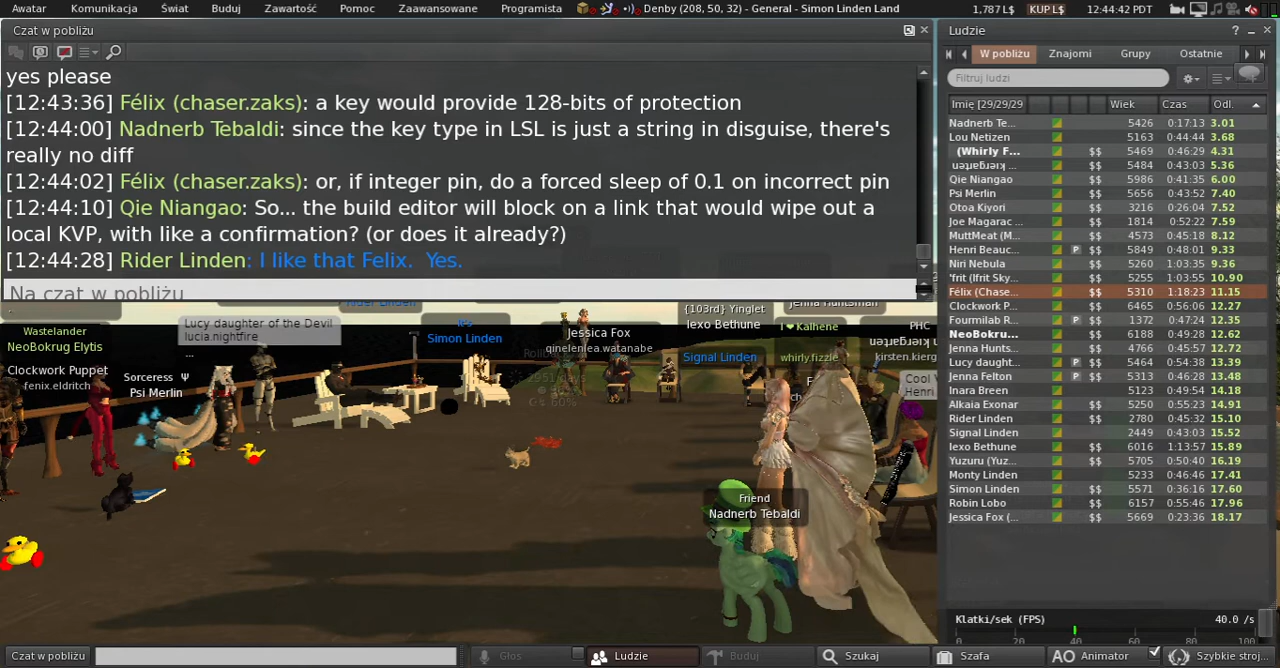 Awatar Komunikacja Świat Buduj Zawartość Pomoc Zaawansowane Programista Denby (208, 50, 32) - General - Simon Linden Land 1,787 L$ KUP L$ 12:44:42 PDT
Czat w pobliżu
yes please
[12:43:36] Félix (chaser.zaks): a key would provide 128-bits of protection
[12:44:00] Nadnerb Tebaldi: since the key type in LSL is just a string in disguise, there's
really no diff
[12:44:02] Félix (chaser.zaks): or, if integer pin, do a forced sleep of 0.1 on incorrect pin
[12:44:10] Qie Niangao: So... the build editor will block on a link that would wipe out a
local KVP, with like a confirmation? (or does it already?)
[12:44:28] Rider Linden: I like that Felix. Yes.
Na czat w pobliżu
Rider Linden
Jenna Huntsman
Wastelander
NeoBokrug Elytis
Lucy daughter of the Devil
lucia.nightfire
...
Clockwork Puppet
fenix.eldritch
Sorceress Ψ
Psi Merlin
Simon Linden
Jessica Fox
qineleniea.watanabe
{103rd} Yinglet
Iexo Bethune
Signal Linden
I ❤ Kalhene
whirly.fizzle
PHC
Cool
Henri
Friend
Nadnerb Tebaldi
Ludzie
W pobliżu Znajomi Grupy Ostatnie
Filtruj ludzi
Imię [29/29/29 Wiek Czas Odl.
Nadnerb Te... 5426 0:17:13 3.01
Lou Netizen 5163 0:44:44 3.68
(Whirly F... $$ 5469 0:46:29 4.31
$$ 5484 0:43:03 5.36
Qie Niangao $$ 5986 0:41:35 6.00
Psi Merlin $$ 5656 0:43:52 7.40
Otoa Kiyori $$ 3216 0:26:04 7.52
Joe Magarac ... $$ 1814 0:52:22 7.59
MuttMeat (M... $$ 4573 0:45:18 8.12
Henri Beauc... P $$ 5849 0:48:01 9.33
Niri Nebula $$ 5260 1:03:35 9.36
'frit (Ifrit Sky... $$ 5255 1:03:55 10.90
Félix (Chase... $$ 5310 1:18:23 11.15
Clockwork P... $$ 6465 0:56:06 12.27
Fourmilab R... P $$ 1372 0:47:24 12.35
NeoBokru... $$ 6188 0:49:28 12.62
Jenna Hunts... $$ 4766 0:45:57 12.72
Lucy daught... P $$ 5464 0:54:38 13.39
Jenna Felton P $$ 5313 0:46:28 13.48
Inara Breen 5123 0:49:54 14.18
Alkaia Exonar $$ 5250 0:55:23 14.91
Rider Linden $$ 2780 0:45:32 15.10
Signal Linden 2449 0:43:03 15.52
Iexo Bethune $$ 6016 1:13:57 15.89
Yuzuru (Yuz... $$ 5705 0:50:40 16.19
Monty Linden 5233 0:46:46 17.41
Simon Linden $$ 5571 0:36:16 17.60
Robin Lobo $$ 6157 0:55:46 17.96
Jessica Fox (... $$ 5669 0:23:36 18.17
Klatki/sek (FPS) 40.0 /s
0 20 40 60 80 100
Czat w pobliżu Głos Ludzie Buduj Szukaj Szafa AO Animator Szybkie stroj...